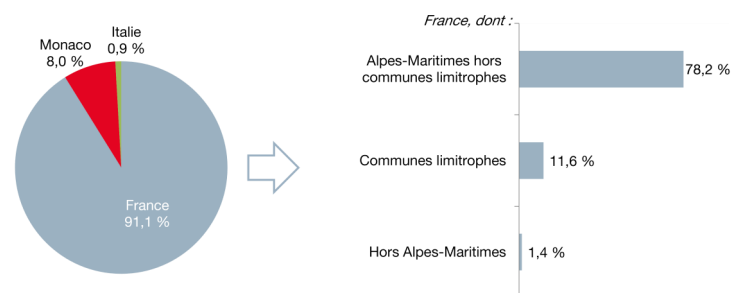 Italie
0,9 %
Monaco
8,0 %
France
91,1 %
France, dont :
Alpes-Maritimes hors
communes limitrophes
78,2 %
Communes limitrophes
11,6 %
Hors Alpes-Maritimes
1,4 %